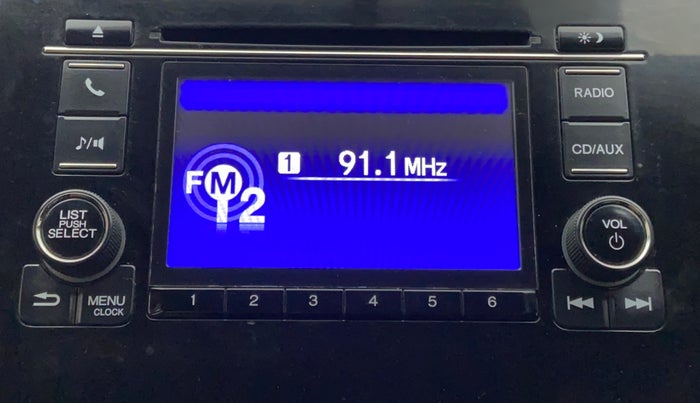 RADIO
1 91.1 MHz
CD/AUX
FM
12
LIST
PUSH
SELECT
VOL
MENU
CLOCK
1 2 3 4 5 6